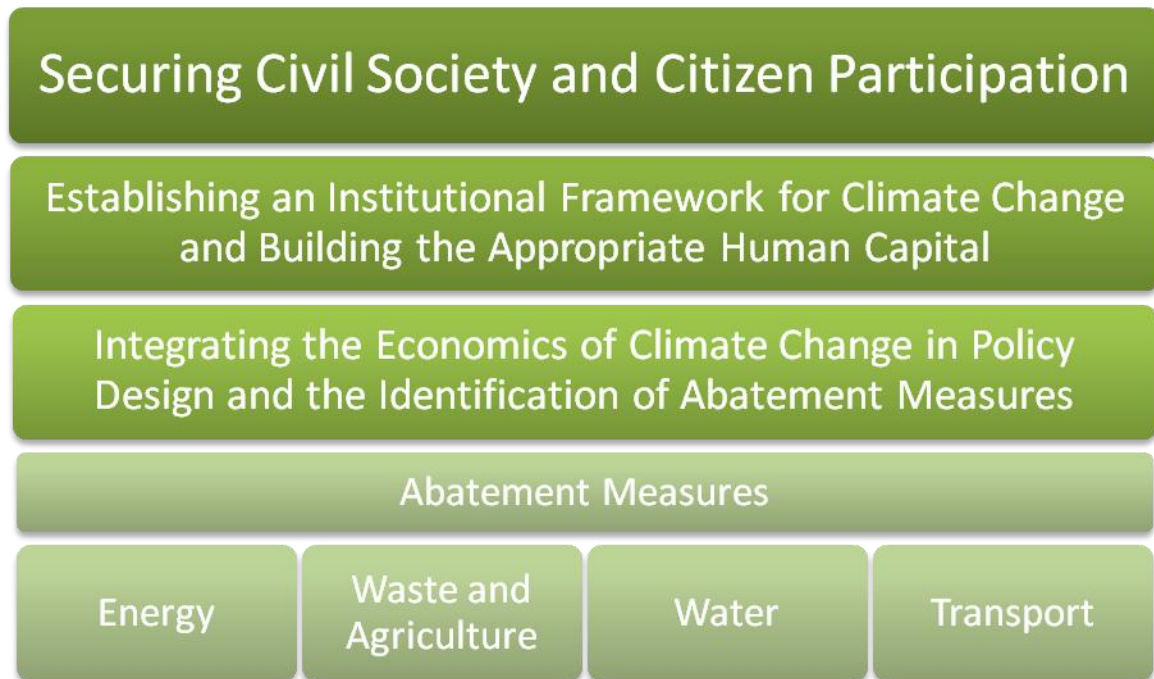 Securing Civil Society and Citizen Participation
Establishing an Institutional Framework for Climate Change
and Building the Appropriate Human Capital
Integrating the Economics of Climate Change in Policy
Design and the Identification of Abatement Measures
Abatement Measures
Energy
Waste and
Agriculture
Water
Transport